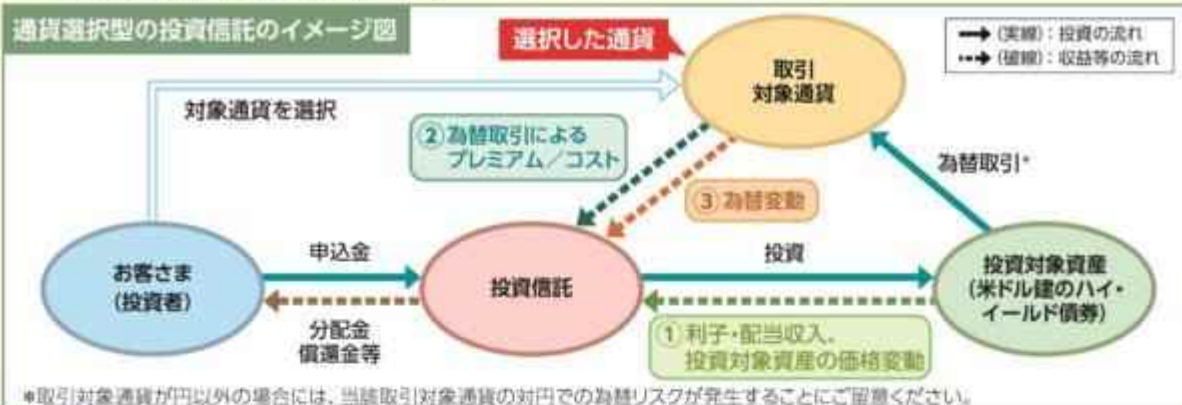 通貨選択型の投資信託のイメージ図
選択した通貨
(実線):投資の流れ
(破線):収益等の流れ
取引
対象通貨
対象通貨を選択
②為替取引による
プレミアム/コスト
為替取引*
③為替変動
お客さま
(投資者)
申込金
分配金
償還金等
投資信託
投資
投資対象資産
(米ドル建のハイ・
イールド債券)
①利子・配当収入、
投資対象資産の価格変動
*取引対象通貨が円以外の場合には、当該取引対象通貨の対円での為替リスクが発生することにご留意ください。